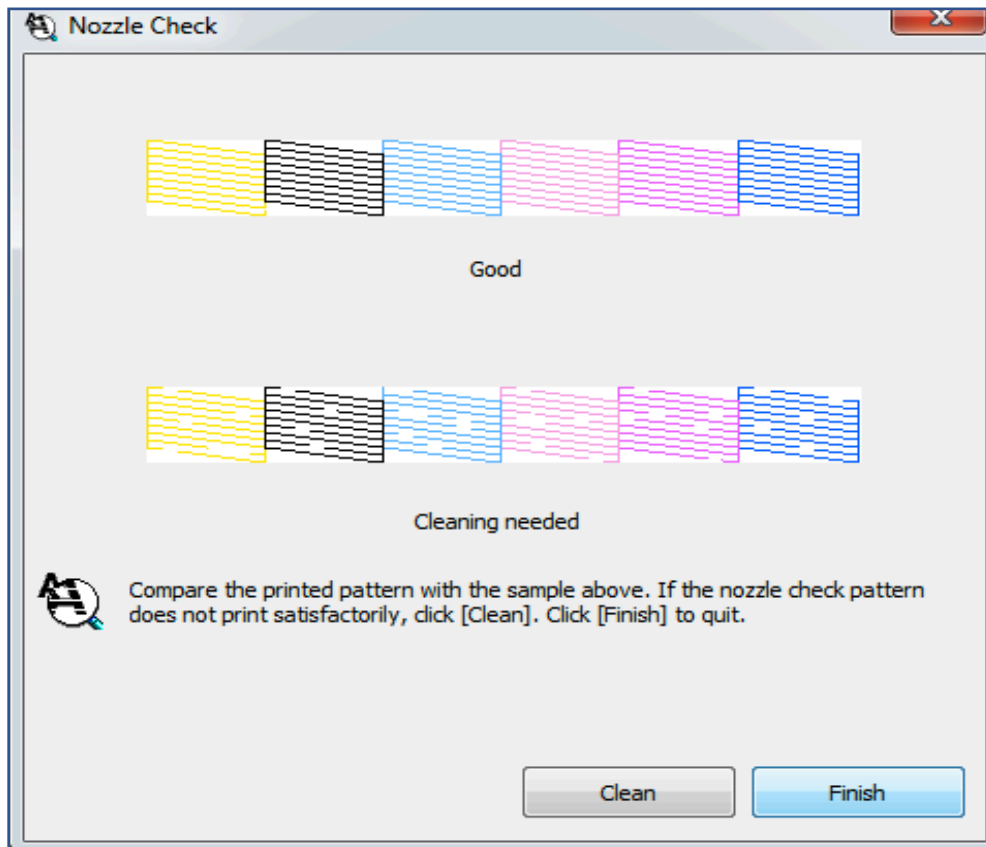 Nozzle Check
Good
Cleaning needed
Compare the printed pattern with the sample above. If the nozzle check pattern
does not print satisfactorily, click [Clean]. Click [Finish] to quit.
Clean
Finish